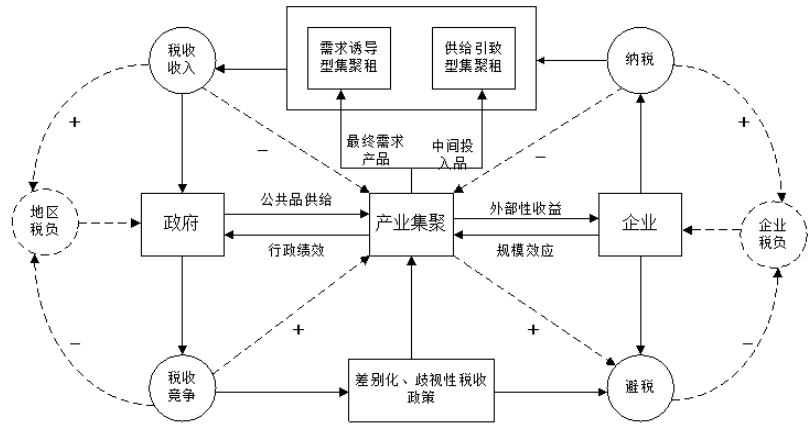 税收
收入
需求诱导
型集聚租
供给引致
型集聚租
纳税
+
+
−
最终需求
产品
中间投
入品
−
地区
税负
政府
公共品供给
行政绩效
产业集聚
外部性收益
规模效应
企业
企业
税负
−
+
+
−
税收
竞争
差别化、歧视性税收
政策
避税